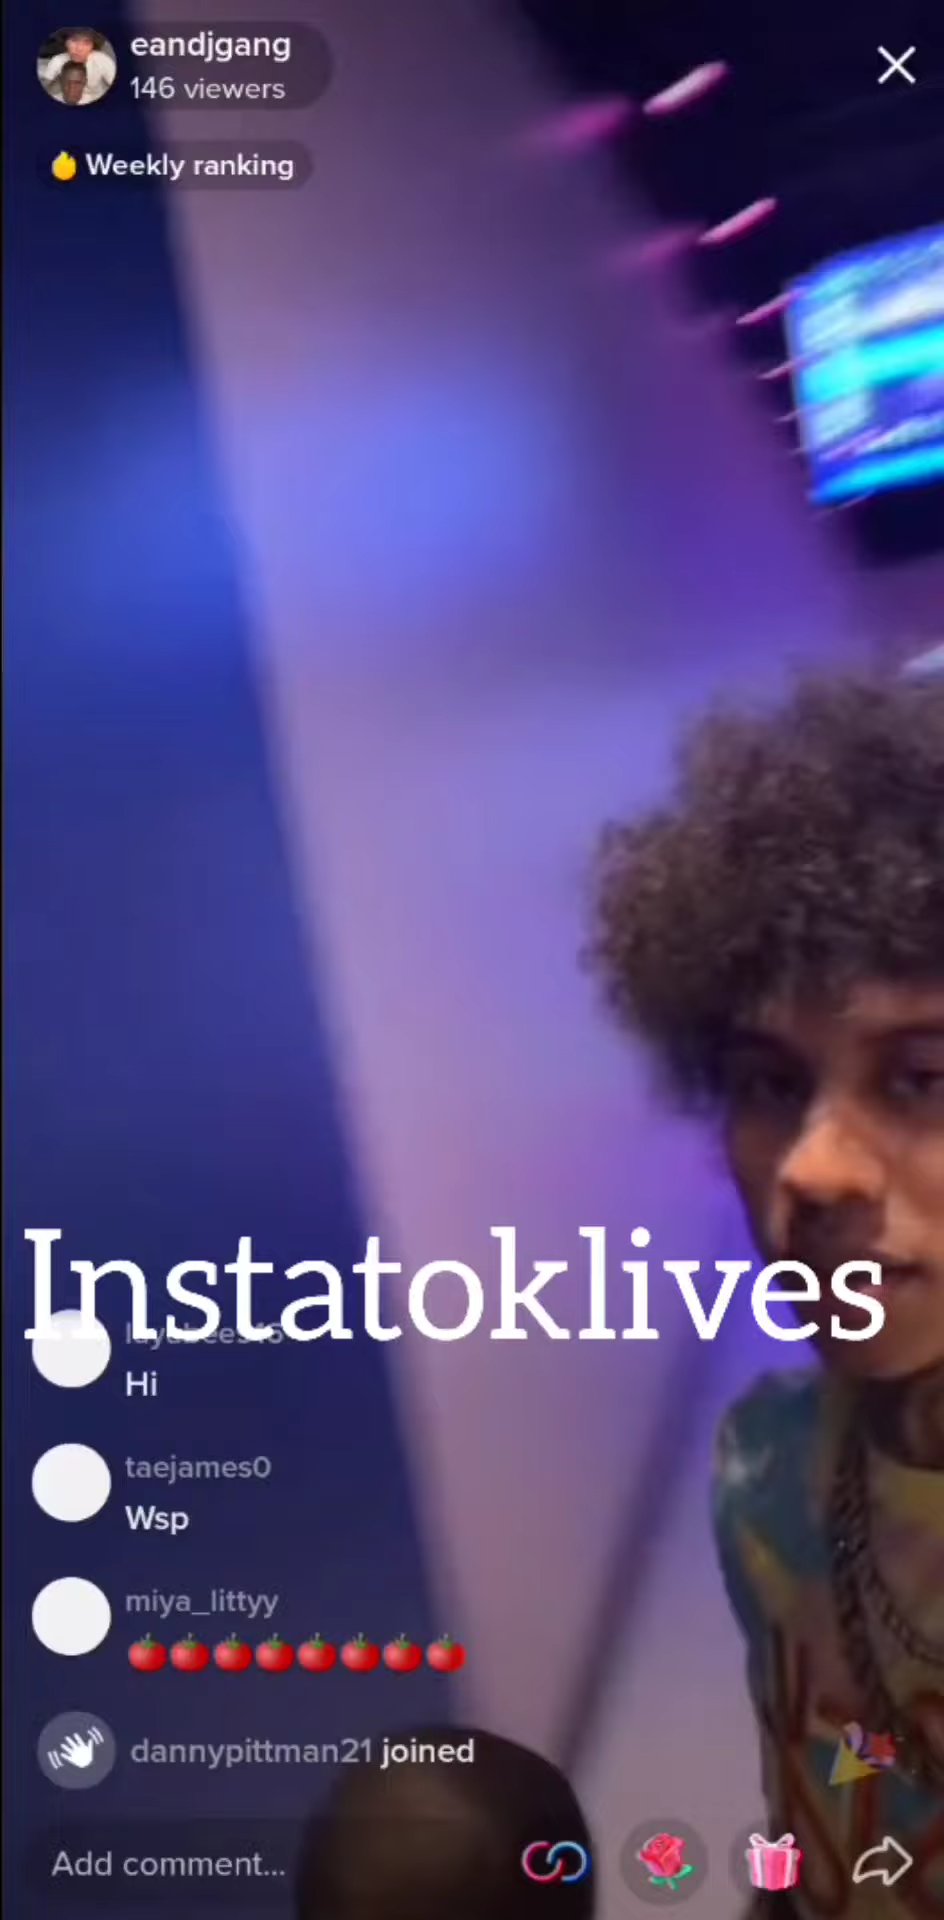 eandjgang
146 viewers
Weekly ranking
Instatoklives
Hi
taejames0
Wsp
miya_littyy
dannypittman21 joined
Add comment...